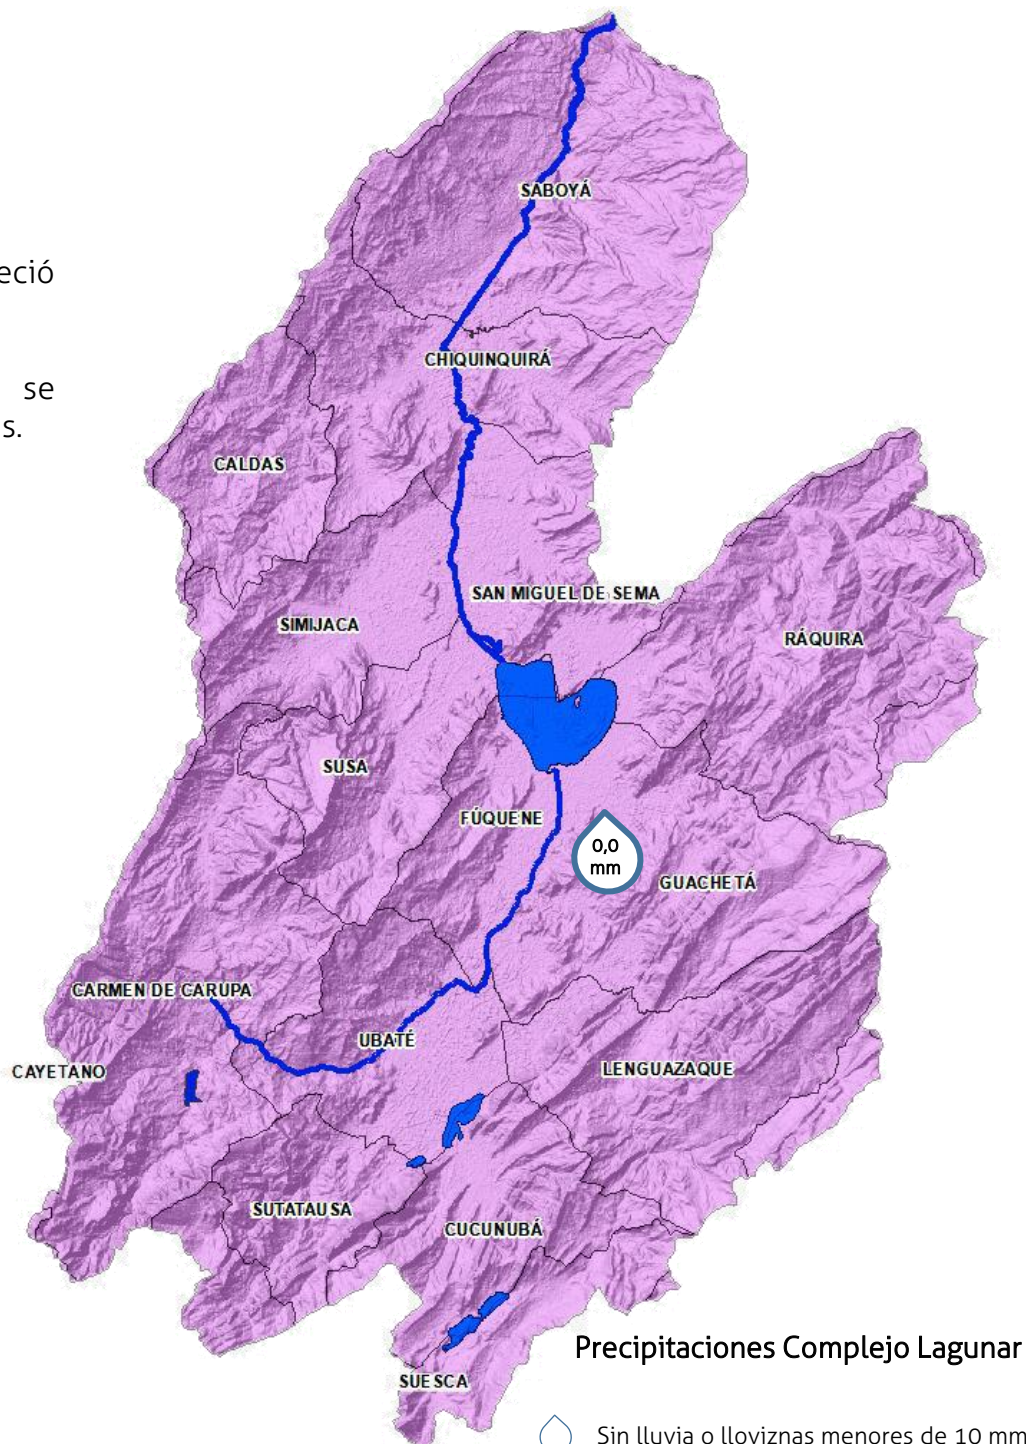 eció
se
s.
SABOYÁ
CHIQUINQUIRÁ
CALDAS
SAN MIGUEL DE SEMA
SIMIJACA
RÁQUIRA
SUSA
FÚQUENE
0,0
mm
GUACHETÁ
CARMEN DE CARUPA
UBATÉ
LENGUAZAQUE
CAYETANO
SUTATAUSA
CUCUNUBÁ
Precipitaciones Complejo Lagunar
SUESCA
Sin lluvia o lloviznas menores de 10 mm